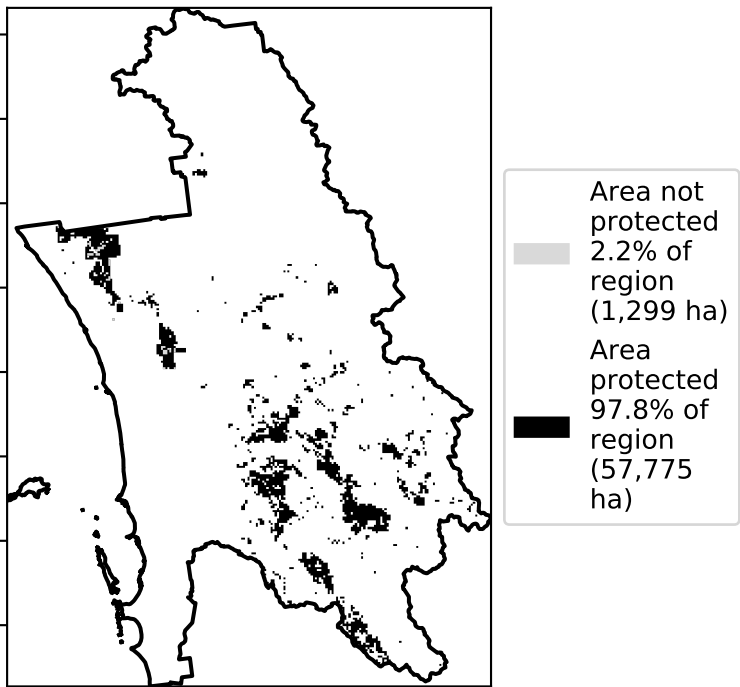 Area not
protected
2.2% of
region
(1,299 ha)
Area
protected
97.8% of
region
(57,775
ha)